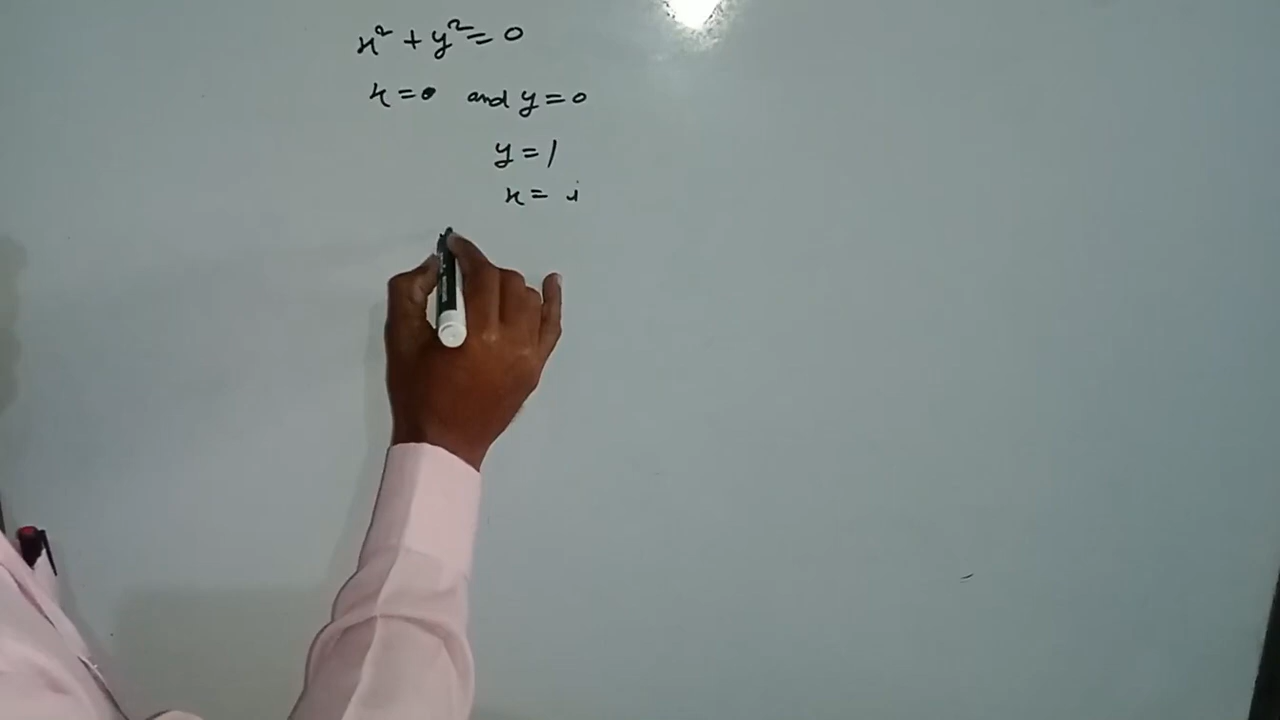 x² + y² = 0
x = 0 and y = 0
y = 1
x = i